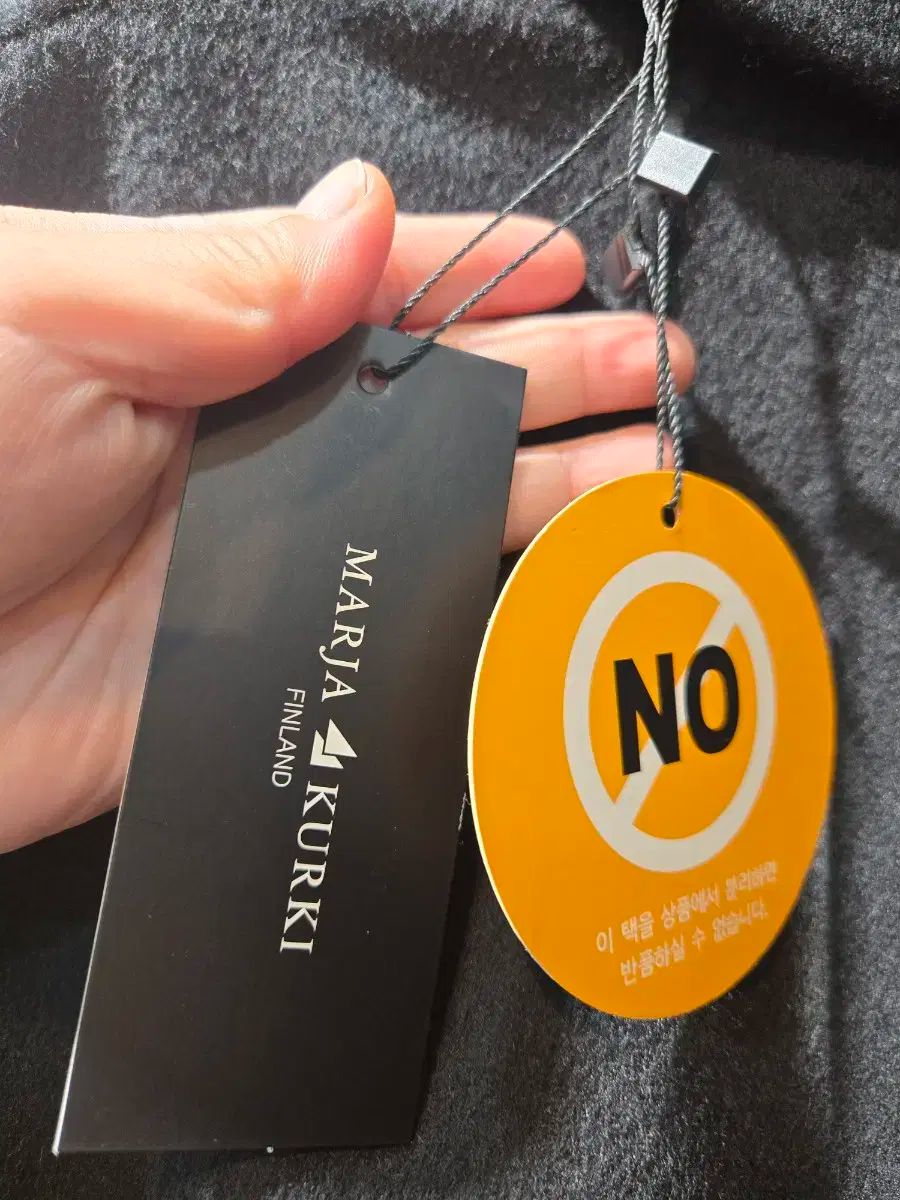 MARJA KURKI
FINLAND
NO
이 택을 상품에서 분리하면
반품하실 수 없습니다.